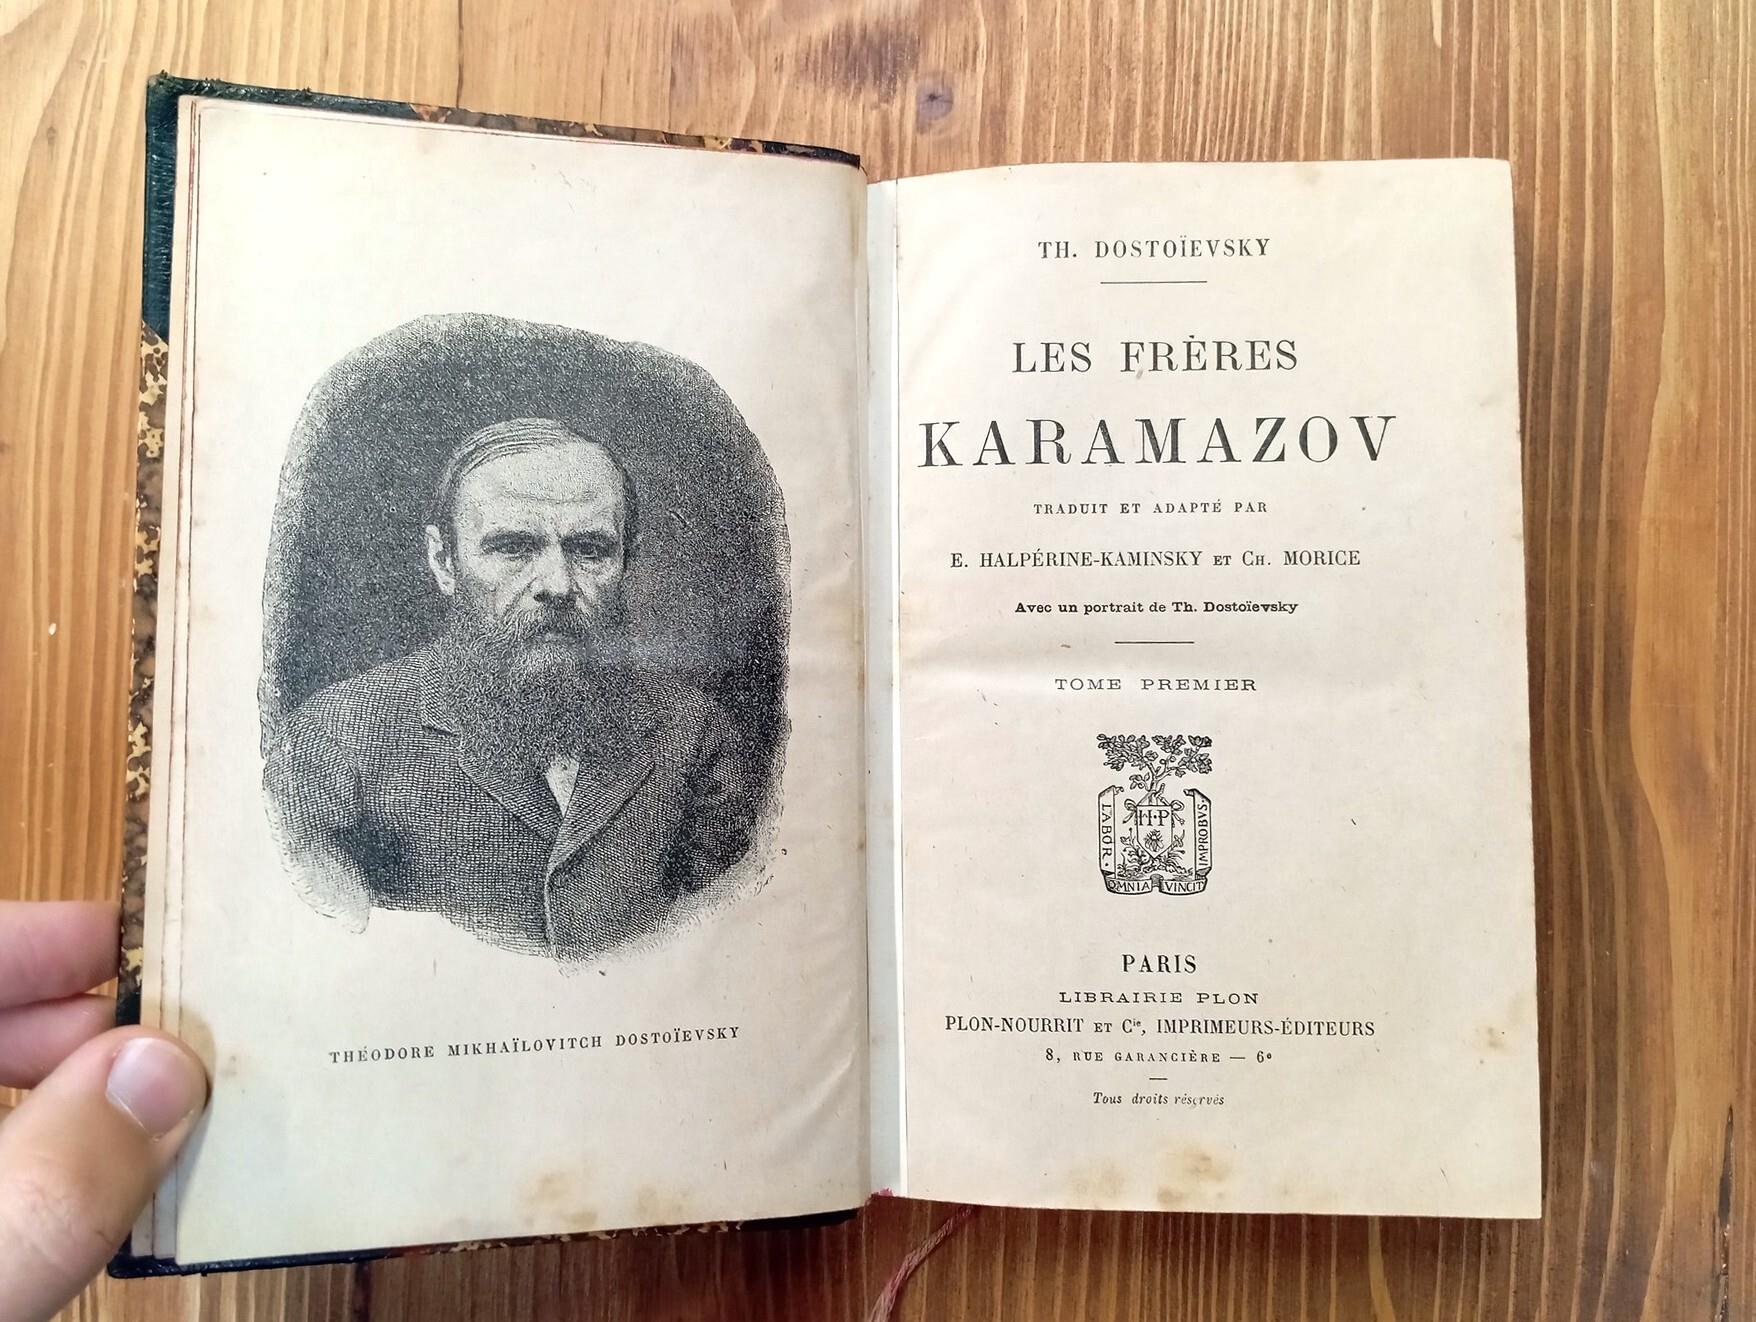 THÉODORE MIKHAÏLOVITCH DOSTOÏEVSKY
TH. DOSTOÏEVSKY
LES FRÈRES
KARAMAZOV
TRADUIT ET ADAPTÉ PAR
E. HALPÉRINE-KAMINSKY ET CH. MORICE
Avec un portrait de Th. Dostoïevsky
TOME PREMIER
LABOR·
H·P
IMPROBVS·
OMNIA VINCIT
PARIS
LIBRAIRIE PLON
PLON-NOURRIT ET Cie, IMPRIMEURS-ÉDITEURS
8, RUE GARANCIÈRE — 6e
Tous droits réservés